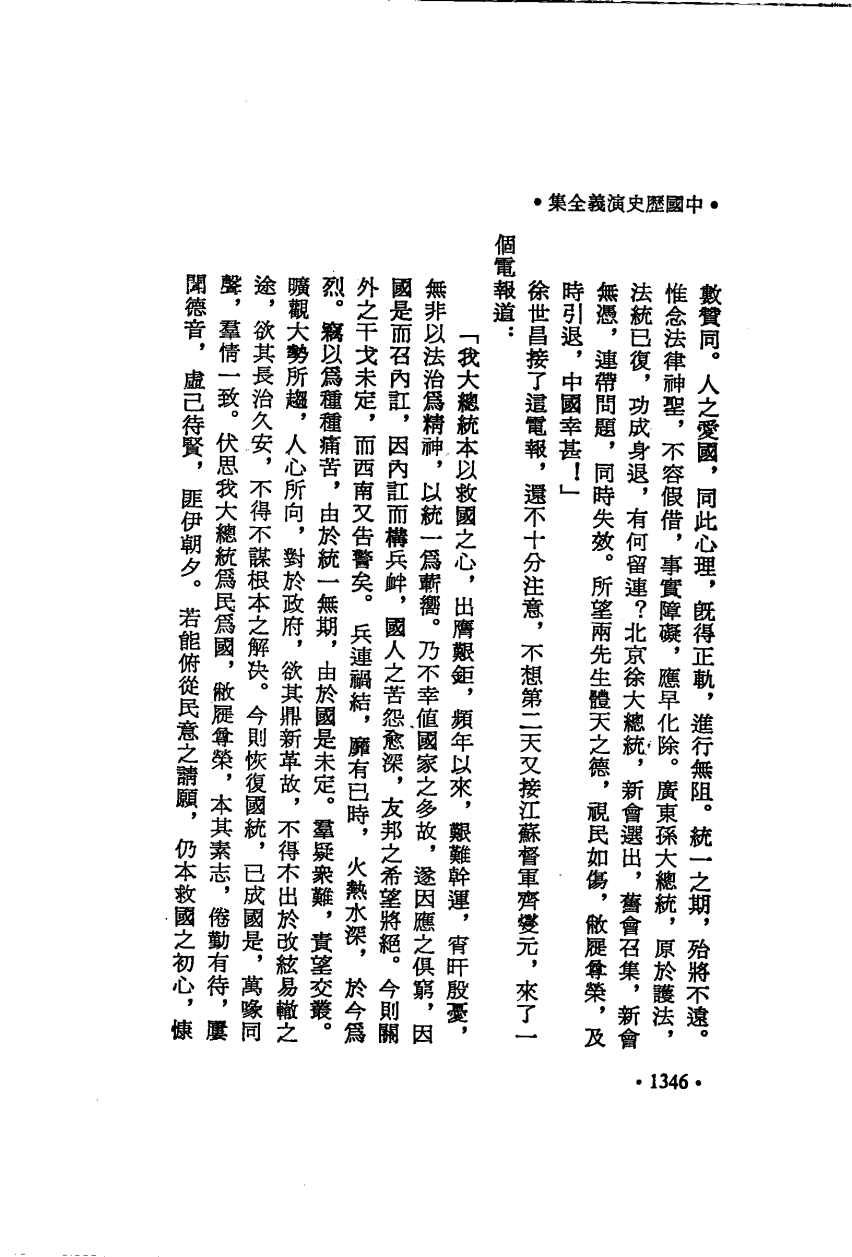 •中國歷史演義全集•
數贊同。人之愛國，同此心理，旣得正軌，進行無阻。統一之期，殆將不遠。
惟念法律神聖，不容假借，事實障礙，應早化除。廣東孫大總統，原於護法，
法統已復，功成身退，有何留連？北京徐大總統，新會選出，舊會召集，新會
無憑，連帶問題，同時失效。所望兩先生體天之德，視民如傷，敝屣尊榮，及
時引退，中國幸甚！」
徐世昌接了這電報，還不十分注意，不想第二天又接江蘇督軍齊燮元，來了一
個電報道：
「我大總統本以救國之心，出膺艱鉅，頻年以來，艱難幹運，宵旰殷憂，
無非以法治爲精神，以統一爲蘄嚮。乃不幸値國家之多故，遂因應之俱窮，因
國是而召內訌，因內訌而構兵衅，國人之苦怨愈深，友邦之希望將絕。今則關
外之干戈未定，而西南又告警矣。兵連禍結，靡有已時，火熱水深，於今爲
烈。竊以爲種種痛苦，由於統一無期，由於國是未定。羣疑衆難，責望交叢。
曠觀大勢所趨，人心所向，對於政府，欲其鼎新革故，不得不出於改絃易轍之
途，欲其長治久安，不得不謀根本之解决。今則恢復國統，已成國是，萬喙同
聲，羣情一致。伏思我大總統爲民爲國，敝屣尊榮，本其素志，倦勤有待，屢
聞德音，虛己待賢，匪伊朝夕。若能俯從民意之請願，仍本救國之初心，慷
•1346•